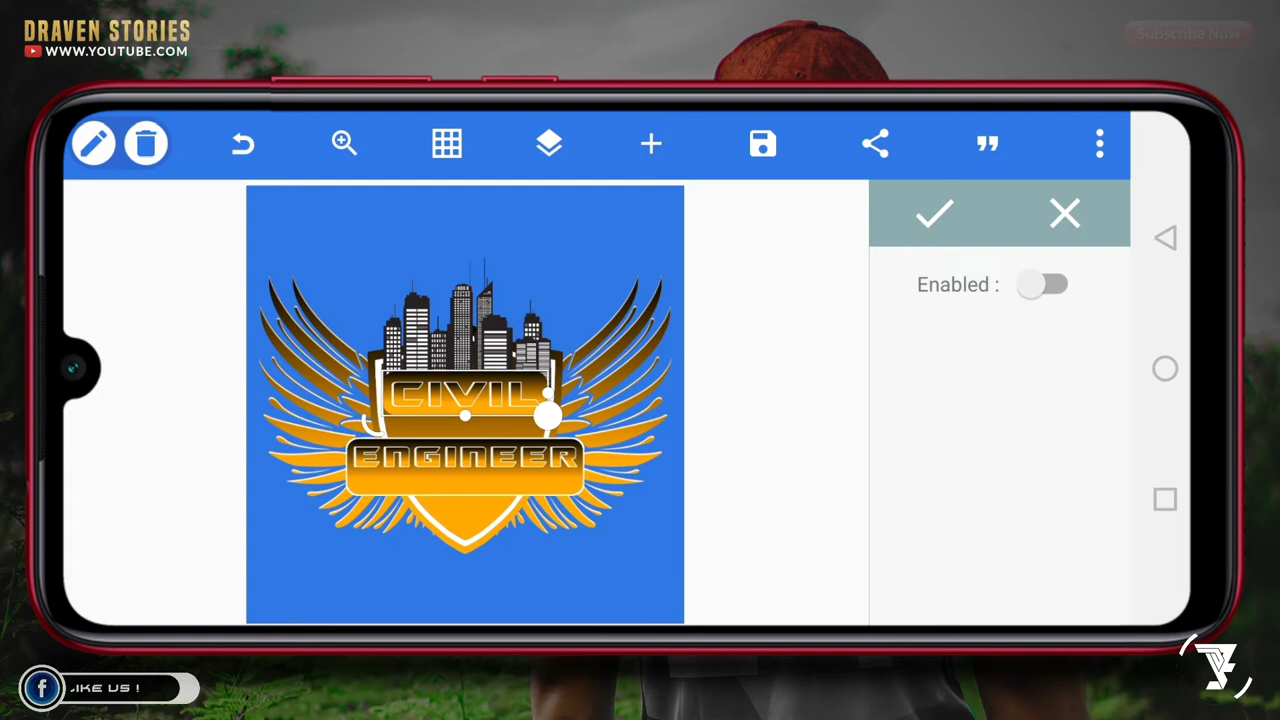 DRAVEN STORIES
WWW.YOUTUBE.COM
Subscribe Now
Enabled :
CIVIL
ENGINEER
IKE US !